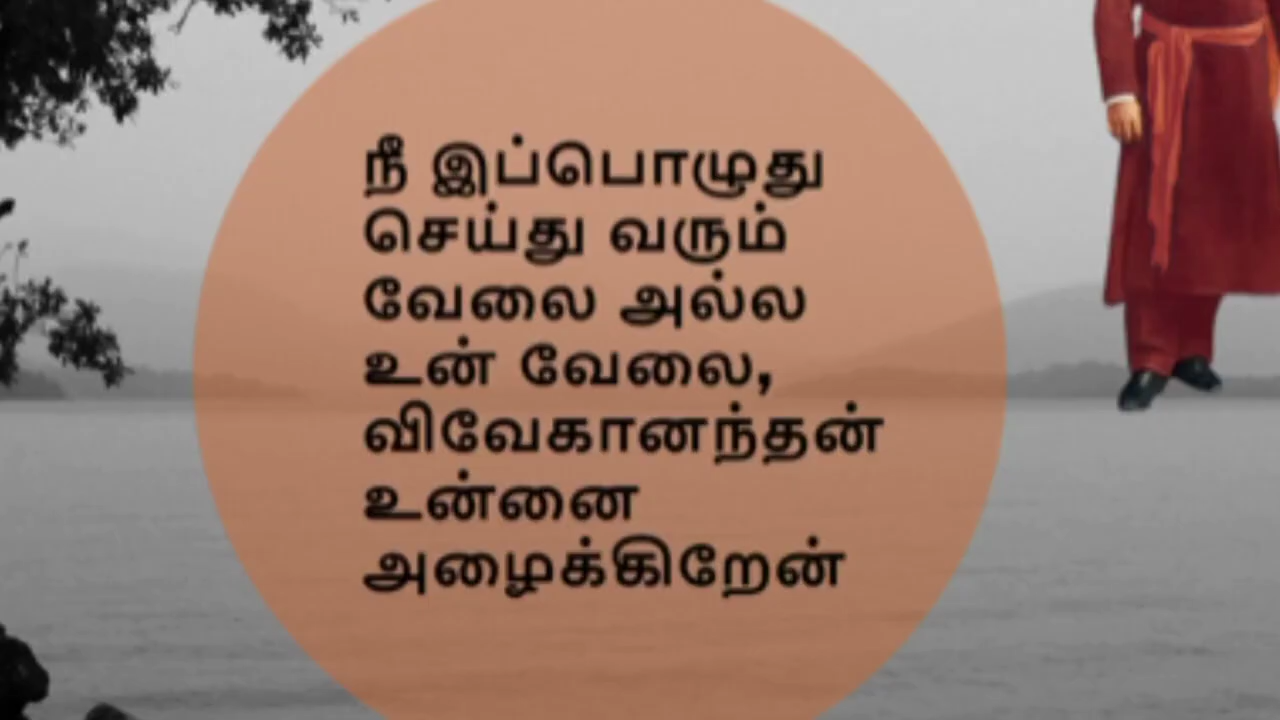 நீ இப்பொழுது
செய்து வரும்
வேலை அல்ல
உன் வேலை,
விவேகானந்தன்
உன்னை
அழைக்கிறேன்